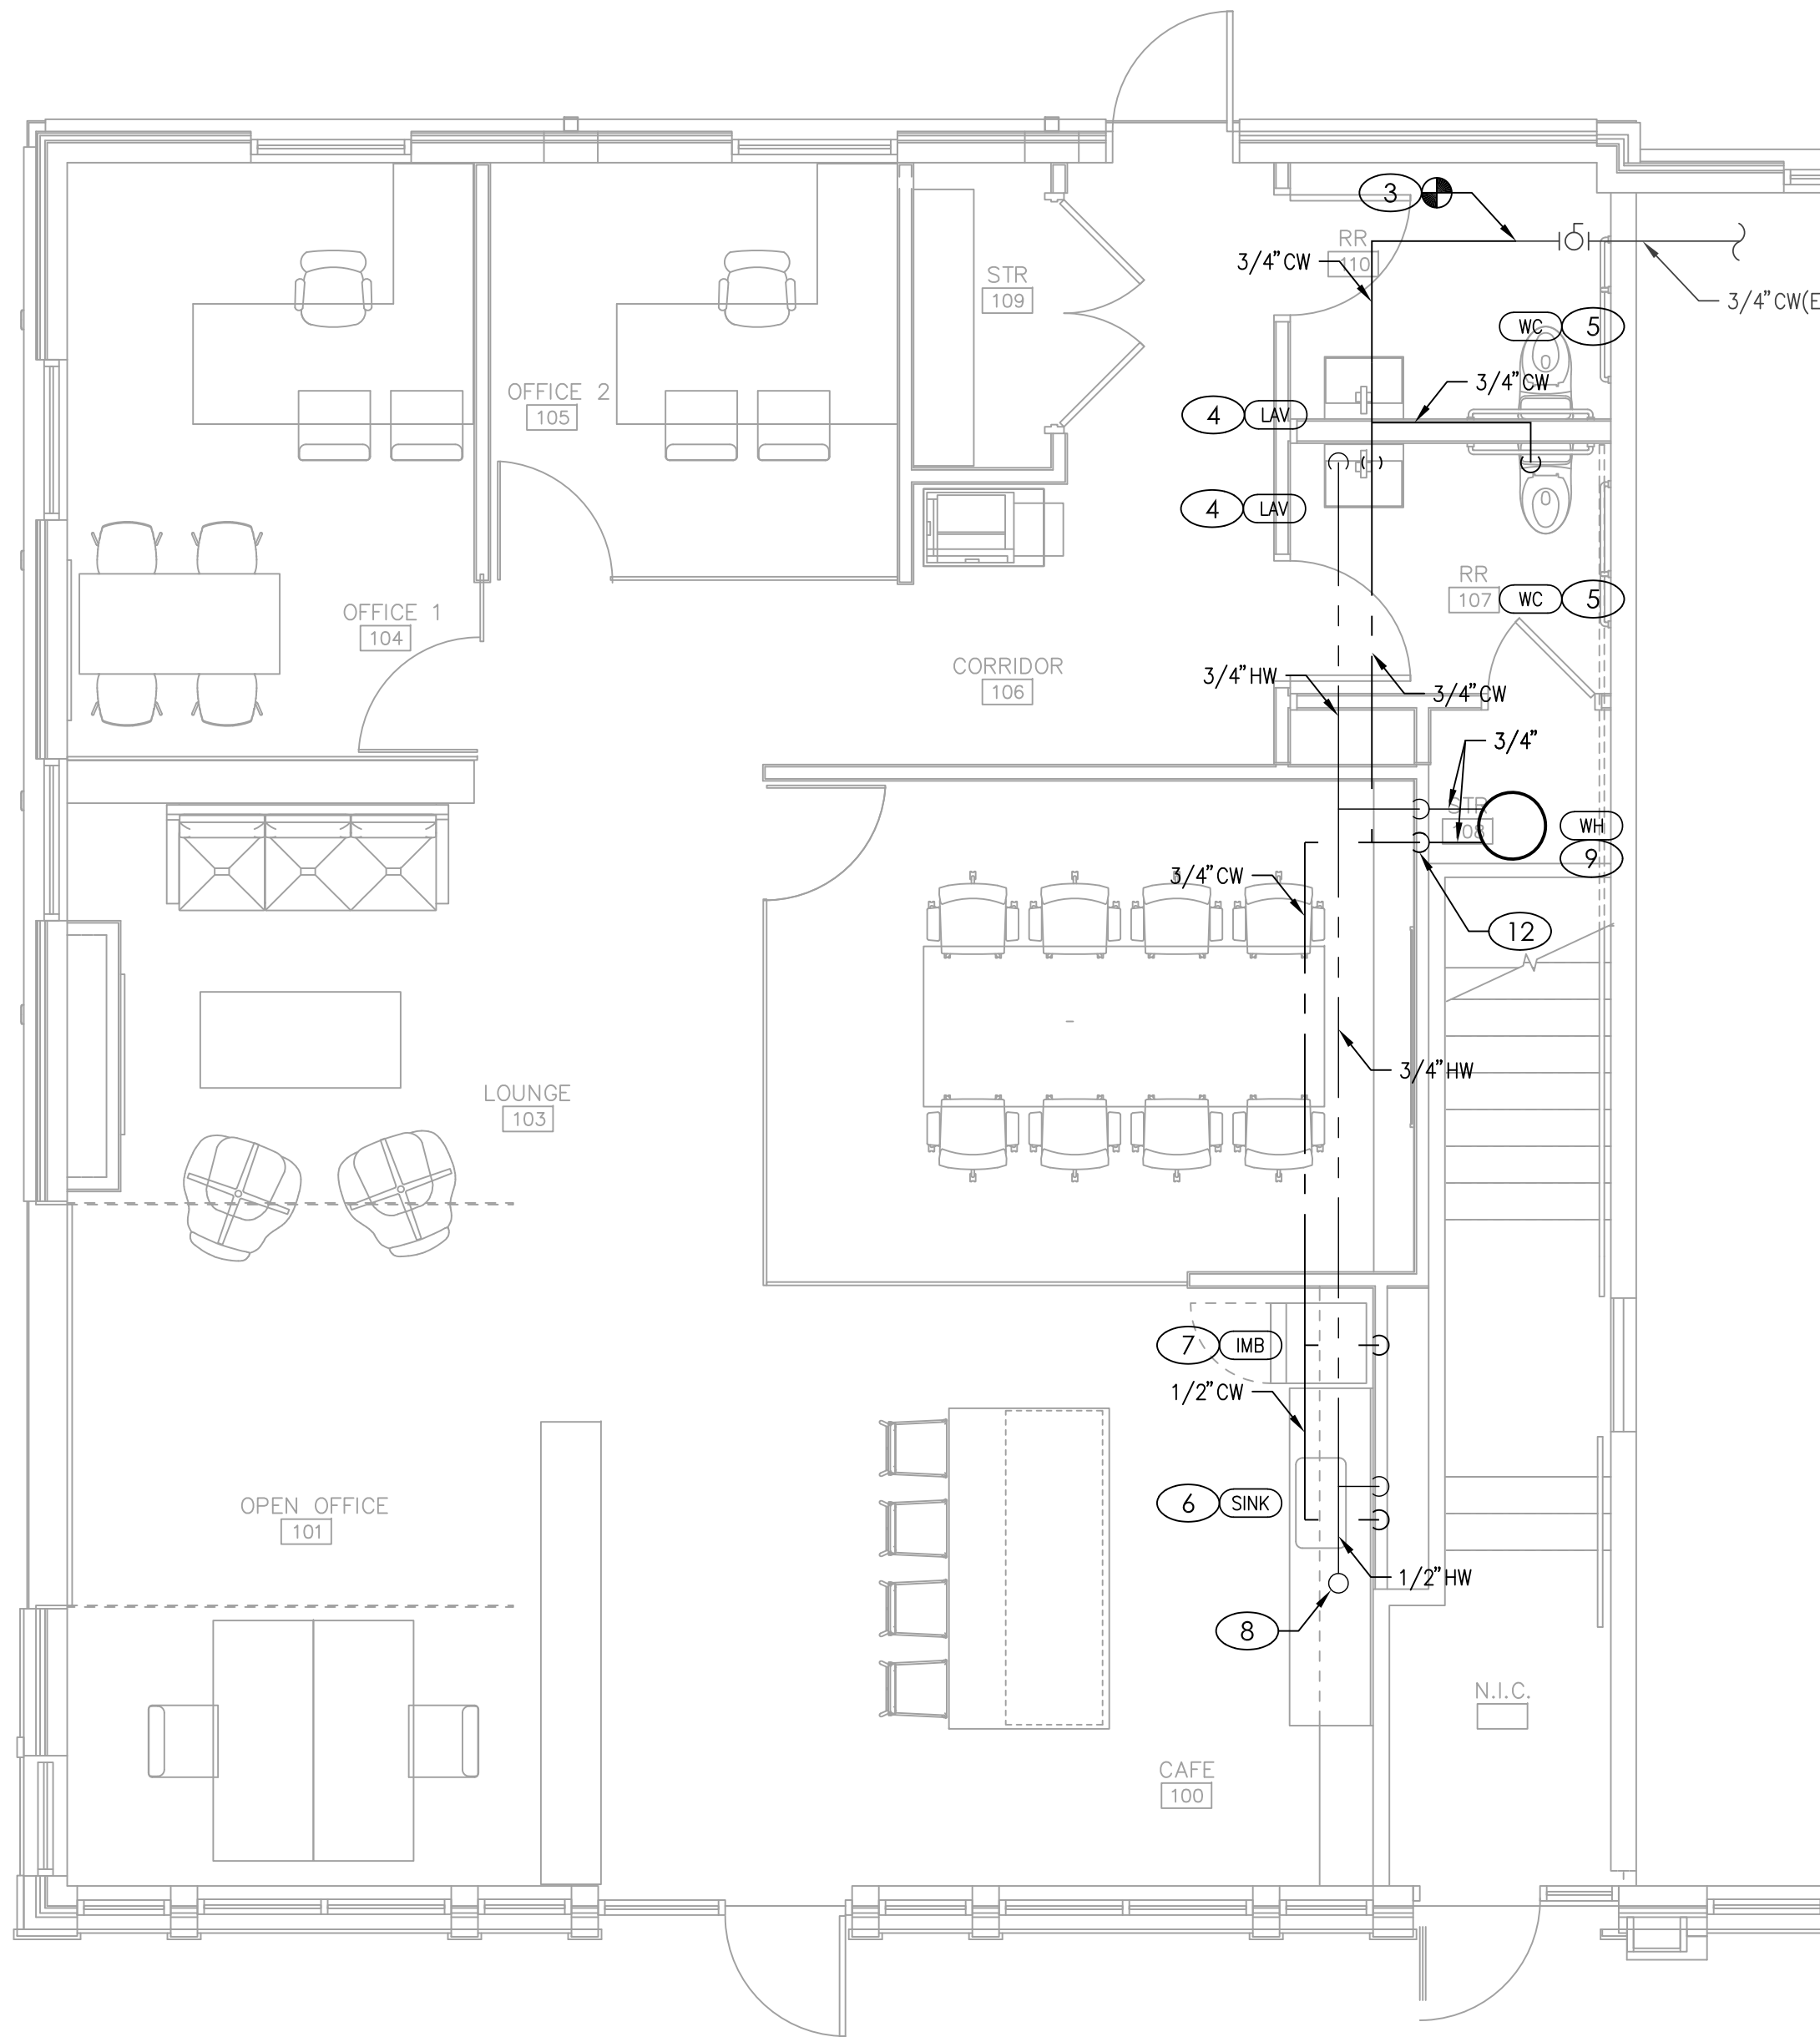 3
RR
110
3/4" CW
3/4" CW(E
STR
109
WC 5
3/4" CW
OFFICE 2
105
4 LAV
4 LAV
RR
107
WC 5
OFFICE 1
104
CORRIDOR
106
3/4" HW
3/4" CW
3/4"
STR
108
WH
9
3/4" CW
12
3/4" HW
LOUNGE
103
7 IMB
1/2" CW
OPEN OFFICE
101
6 SINK
1/2" HW
8
N.I.C.
CAFE
100